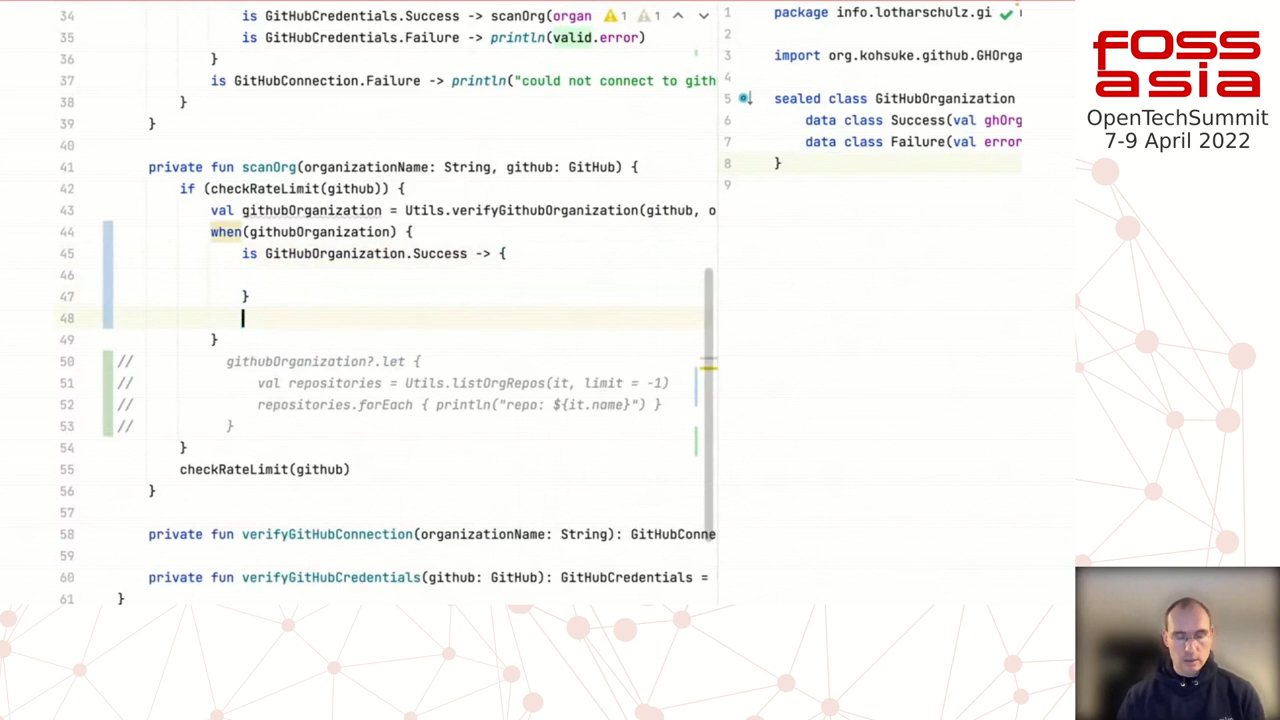 34 is GitHubCredentials.Success -> scanOrg(organ 1 1
35 is GitHubCredentials.Failure -> println(valid.error)
36 }
37 is GitHubConnection.Failure -> println("could not connect to gith
38 }
39 }
40
41 private fun scanOrg(organizationName: String, github: GitHub) {
42 if (checkRateLimit(github)) {
43 val githubOrganization = Utils.verifyGithubOrganization(github, o
44 when(githubOrganization) {
45 is GitHubOrganization.Success -> {
46
47 }
48
49 }
50 // githubOrganization?.let {
51 // val repositories = Utils.listOrgRepos(it, limit = -1)
52 // repositories.forEach { println("repo: ${it.name}") }
53 // }
54 }
55 checkRateLimit(github)
56 }
57
58 private fun verifyGitHubConnection(organizationName: String): GitHubConne
59
60 private fun verifyGitHubCredentials(github: GitHub): GitHubCredentials =
61 }
1 package info.lotharschulz.gi
2
3 import org.kohsuke.github.GHOrga
4
5 sealed class GitHubOrganization
6 data class Success(val ghOrg
7 data class Failure(val error
8 }
9
FOSS
asia
OpenTechSummit
7-9 April 2022